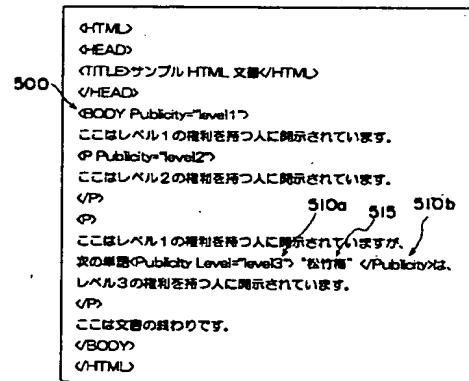 <HTML>
<HEAD>
<TITLE>サンプル HTML 文書</HTML>
</HEAD>
500
<BODY Publicity="level1">
ここはレベル1の権利を持つ人に開示されています。
<P Publicity="level2">
ここはレベル2の権利を持つ人に開示されています。
</P>
<P>
510a 515 510b
ここはレベル1の権利を持つ人に開示されていますが、
次の単語<Publicity Level="level3"> "松竹梅" </Publicity>は、
レベル3の権利を持つ人に開示されています。
</P>
ここは文書の終わりです。
</BODY>
</HTML>